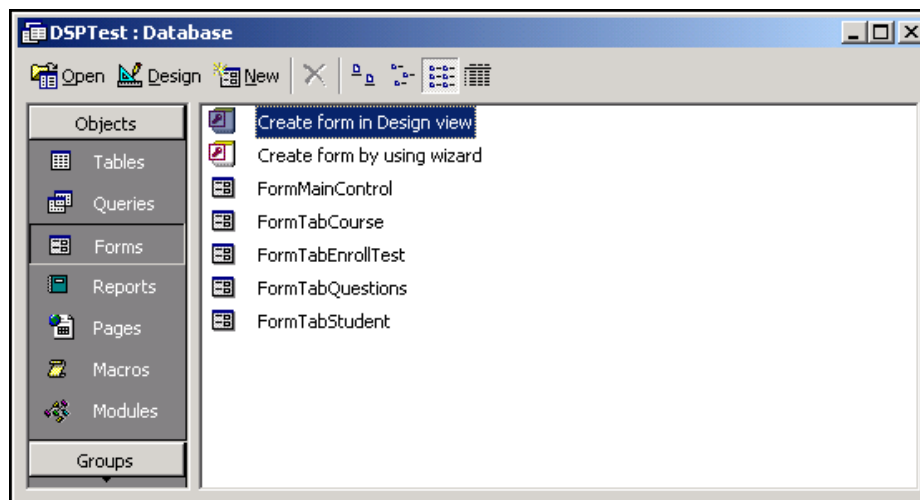 DSPTest : Database
Open Design New
Objects
Tables
Queries
Forms
Reports
Pages
Macros
Modules
Groups
Create form in Design view
Create form by using wizard
FormMainControl
FormTabCourse
FormTabEnrollTest
FormTabQuestions
FormTabStudent